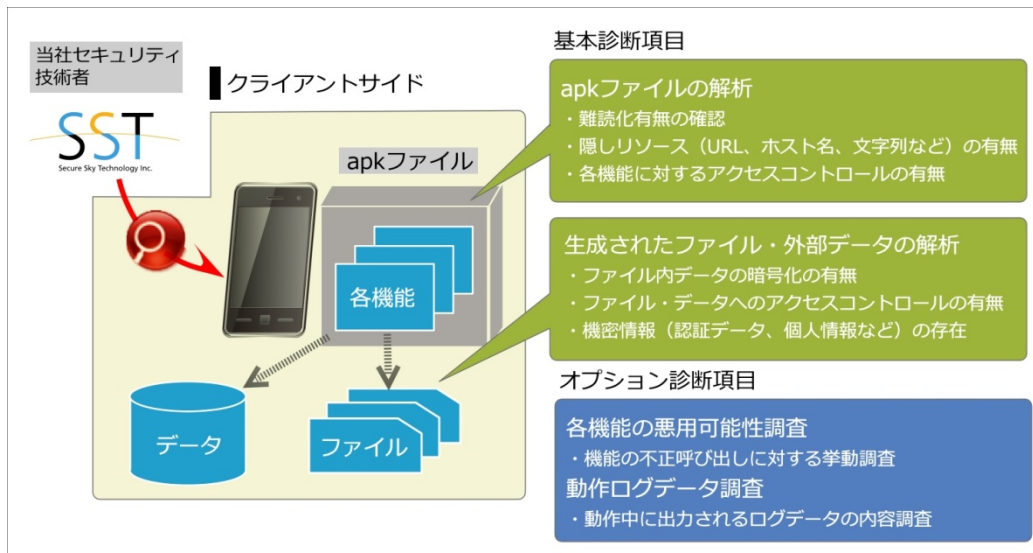 当社セキュリティ
技術者
SST
Secure Sky Technology Inc.
クライアントサイド
apkファイル
各機能
データ
ファイル
基本診断項目
apkファイルの解析
・難読化有無の確認
・隠しリソース（URL、ホスト名、文字列など）の有無
・各機能に対するアクセスコントロールの有無
生成されたファイル・外部データの解析
・ファイル内データの暗号化の有無
・ファイル・データへのアクセスコントロールの有無
・機密情報（認証データ、個人情報など）の存在
オプション診断項目
各機能の悪用可能性調査
・機能の不正呼び出しに対する挙動調査
動作ログデータ調査
・動作中に出力されるログデータの内容調査